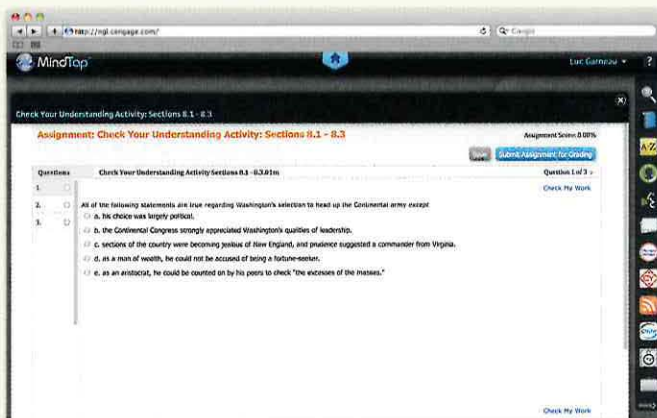 http://ngl.cengage.com/
Google
MindTap
Luc Garneau
?
Check Your Understanding Activity: Sections 8.1 - 8.3
Assignment: Check Your Understanding Activity: Sections 8.1 - 8.3
Assignment Score: 0.00%
Save
Submit Assignment for Grading
A-Z
Questions
Check Your Understanding Activity Sections 8.1 - 8.3.01m
Question 1 of 3
1.
Check My Work
2.
All of the following statements are true regarding Washington's selection to head up the Continental army except
3.
a. his choice was largely political.
b. the Continental Congress strongly appreciated Washington's qualities of leadership.
c. sections of the country were becoming jealous of New England, and prudence suggested a commander from Virginia.
d. as a man of wealth, he could not be accused of being a fortune-seeker.
e. as an aristocrat, he could be counted on by his peers to check "the excesses of the masses."
Check My Work